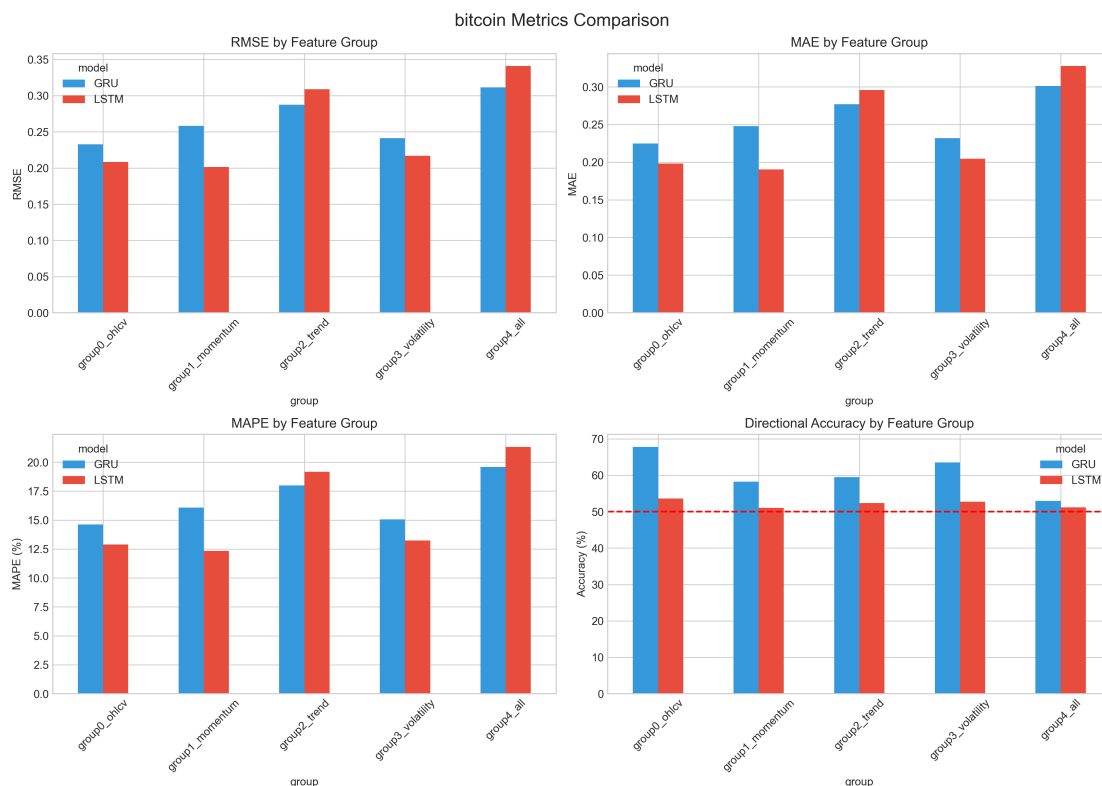 bitcoin Metrics Comparison
RMSE by Feature Group
model
GRU
LSTM
RMSE
0.35
0.30
0.25
0.20
0.15
0.10
0.05
0.00
group0_ohlcv
group1_momentum
group2_trend
group3_volatility
group4_all
group
MAE by Feature Group
model
GRU
LSTM
MAE
0.30
0.25
0.20
0.15
0.10
0.05
0.00
group0_ohlcv
group1_momentum
group2_trend
group3_volatility
group4_all
group
MAPE by Feature Group
model
GRU
LSTM
MAPE (%)
20.0
17.5
15.0
12.5
10.0
7.5
5.0
2.5
0.0
group0_ohlcv
group1_momentum
group2_trend
group3_volatility
group4_all
group
Directional Accuracy by Feature Group
model
GRU
LSTM
Accuracy (%)
70
60
50
40
30
20
10
0
group0_ohlcv
group1_momentum
group2_trend
group3_volatility
group4_all
group